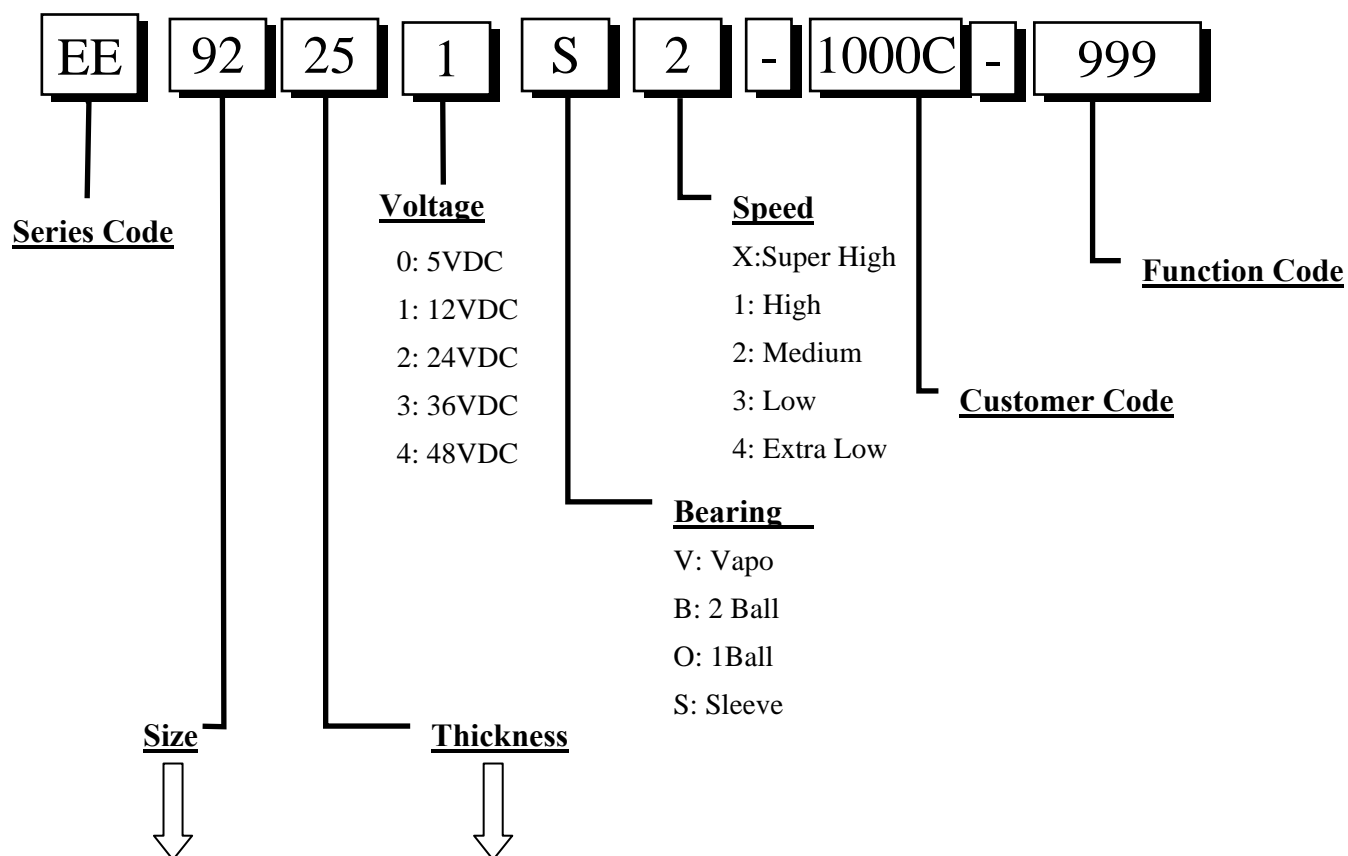 EE 92 25 1 S 2 - 1000C - 999
Series Code
Voltage
0: 5VDC
1: 12VDC
2: 24VDC
3: 36VDC
4: 48VDC
Speed
X:Super High
1: High
2: Medium
3: Low
4: Extra Low
Function Code
Customer Code
Bearing
V: Vapo
B: 2 Ball
O: 1Ball
S: Sleeve
Size
Thickness